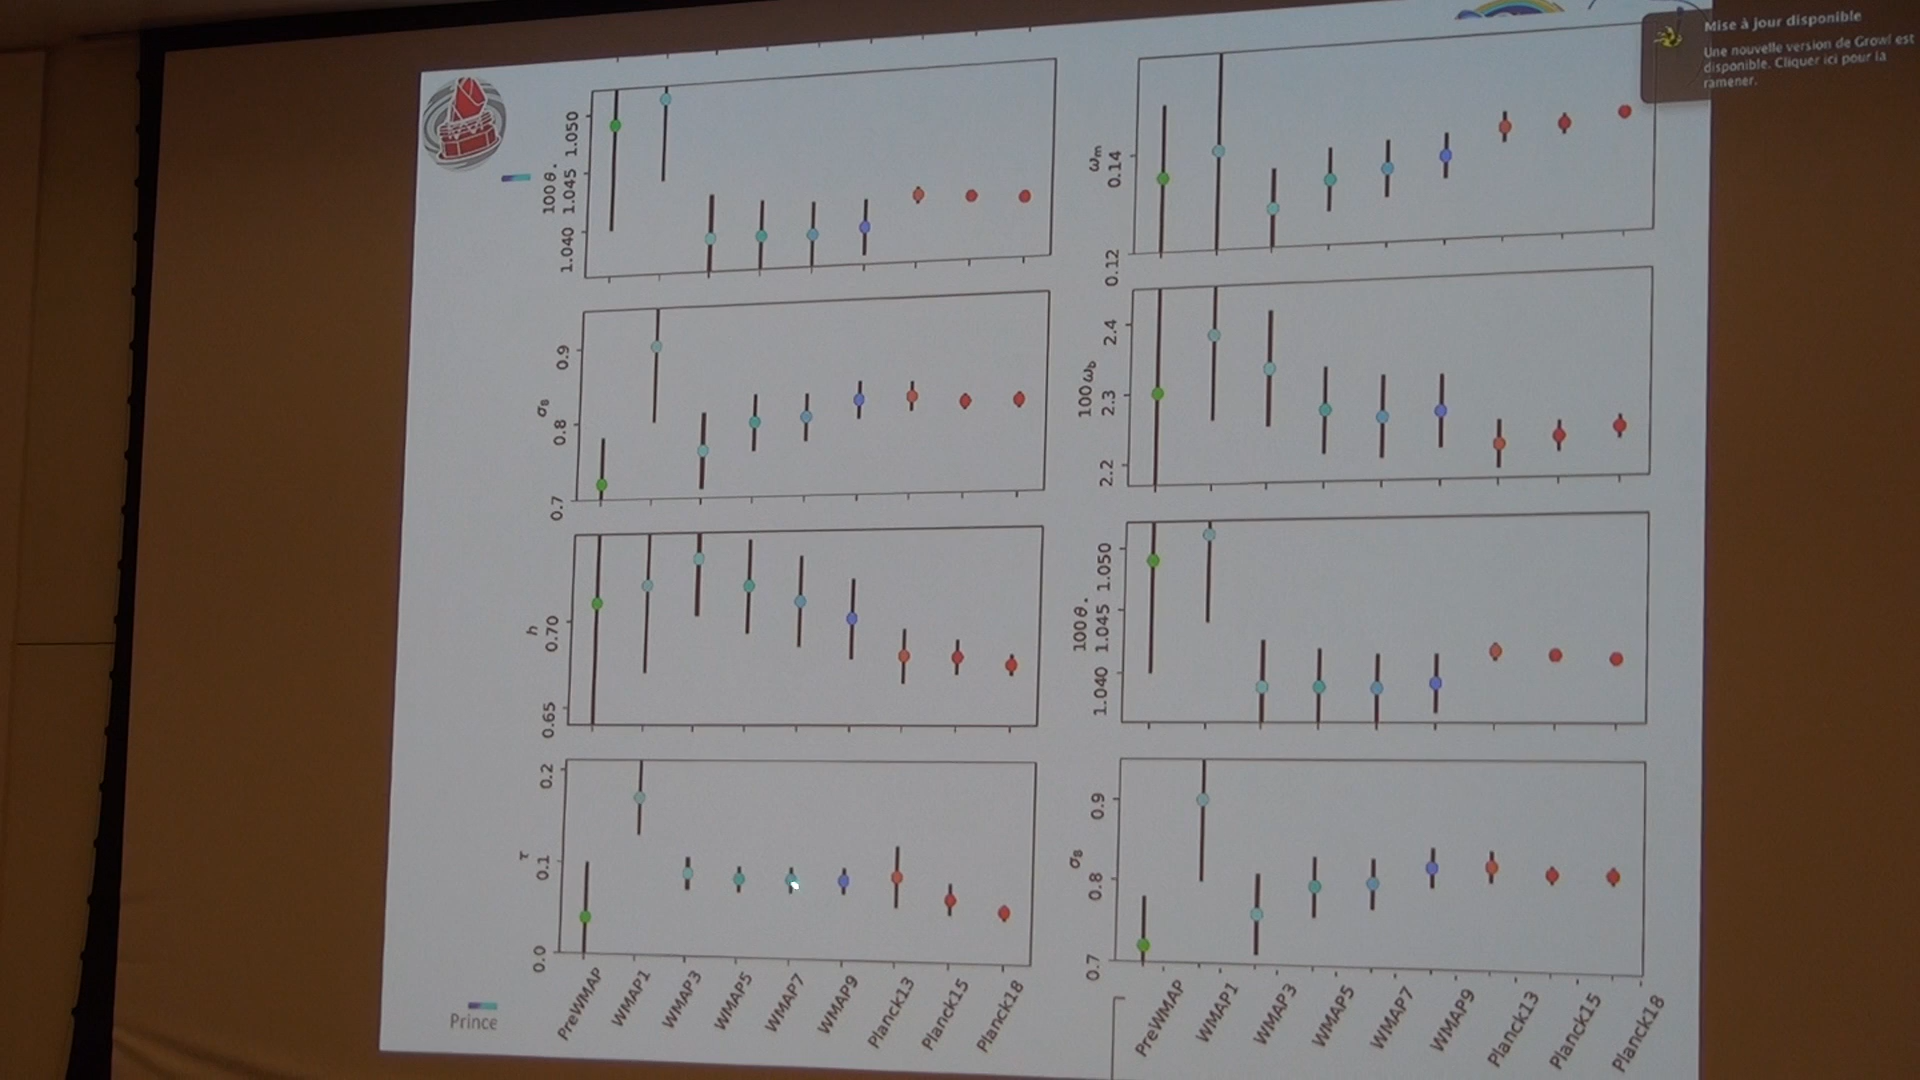 Mise à jour disponible
Une nouvelle version de Growl est
disponible. Cliquer ici pour la
ramener.
100 θ*
1.050
1.045
1.040
ωm
0.14
0.12
σ8
0.9
0.8
0.7
100 ωb
2.4
2.3
2.2
h
0.70
0.65
100 θ*
1.050
1.045
1.040
τ
0.2
0.1
0.0
σ8
0.9
0.8
0.7
PreWMAP
WMAP1
WMAP3
WMAP5
WMAP7
WMAP9
Planck13
Planck15
Planck18
PreWMAP
WMAP1
WMAP3
WMAP5
WMAP7
WMAP9
Planck13
Planck15
Planck18
Prince